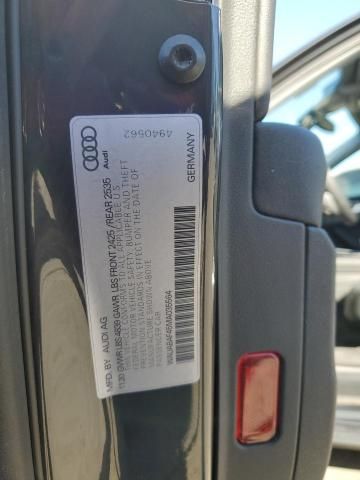 MFD. BY AUDI AG
11.20 GVWR LBS 4839 GAWR LBS FRONT 2425 /REAR 2535
THIS VEHICLE CONFORMS TO ALL APPLICABLE U.S.
FEDERAL MOTOR VEHICLE SAFETY BUMPER AND THEFT
STANDARDS IN EFFECT ON THE DATE OF
MANUFACTURE SHOWN ABOVE
PASSENGER CAR
Audi
4940562
GERMANY